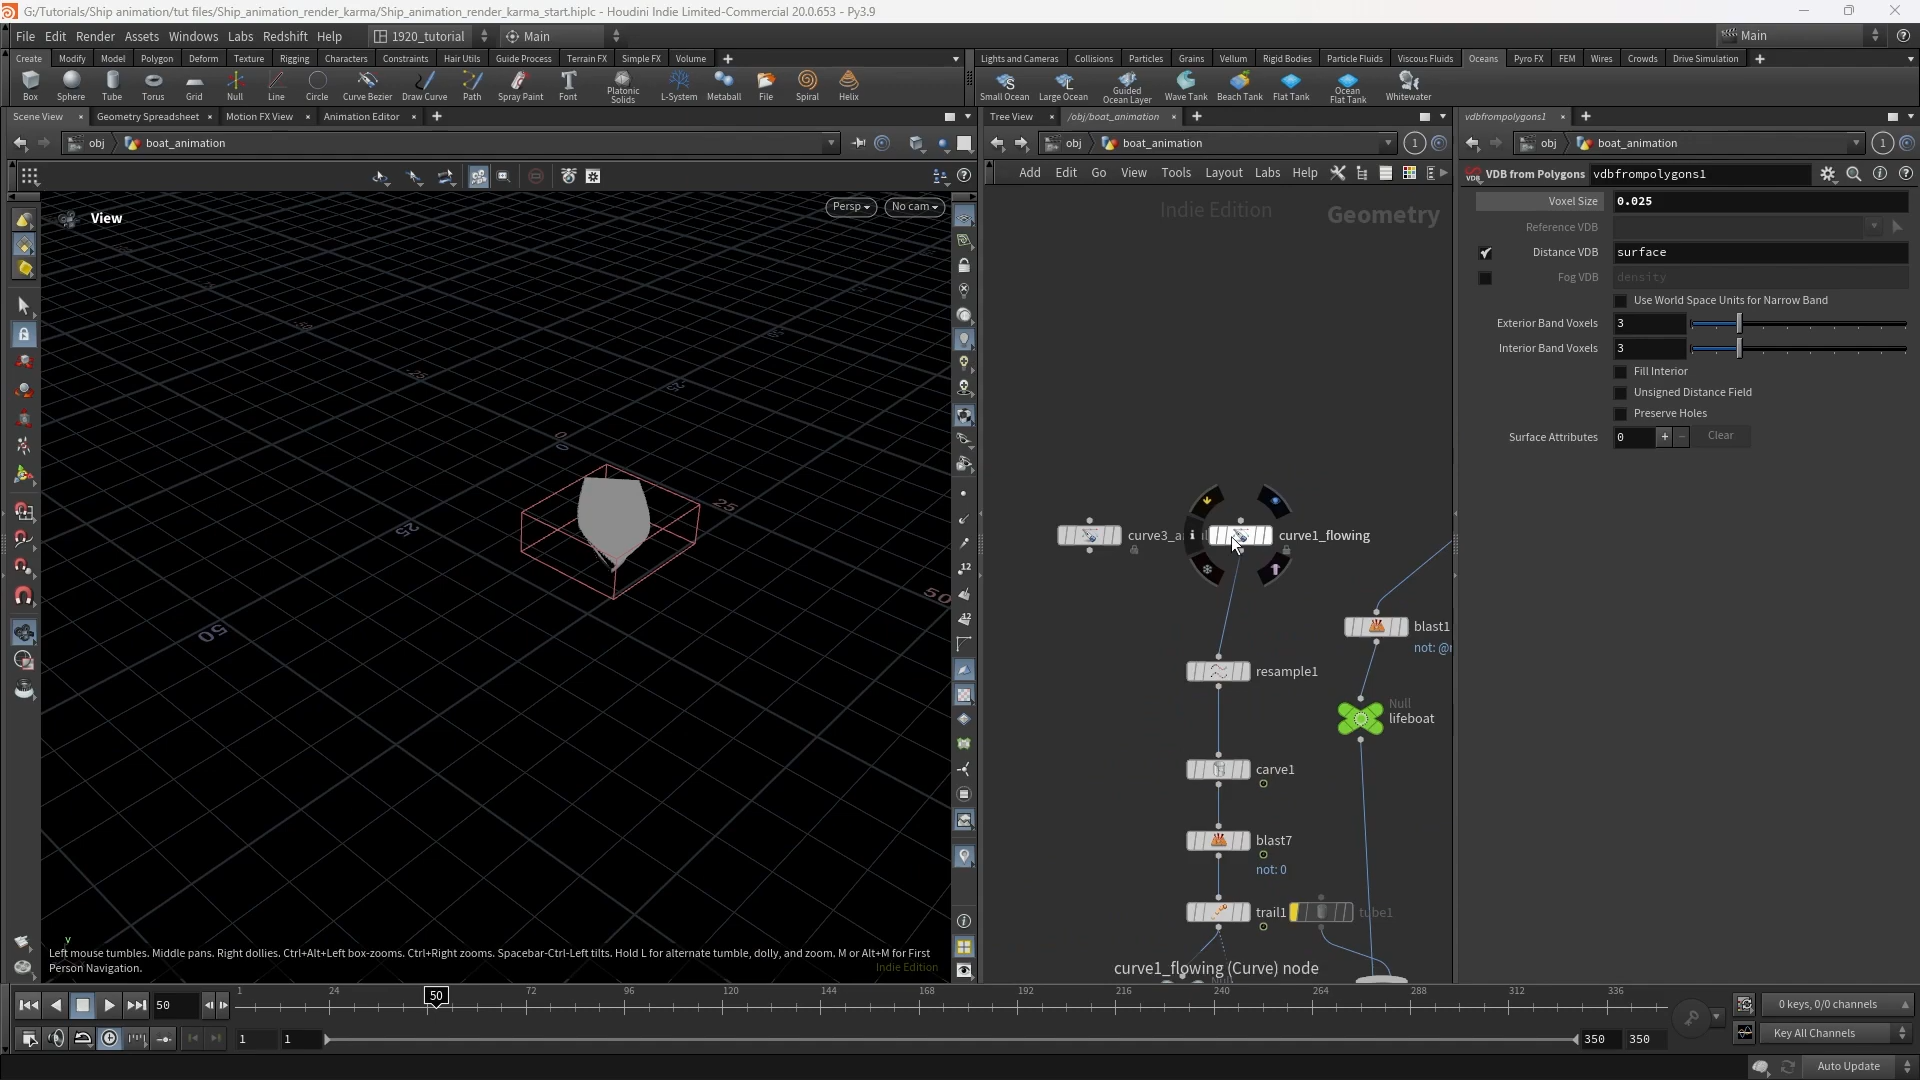 G:/Tutorials/Ship animation/tut files/Ship_animation_render_karma/Ship_animation_render_karma_start.hiplc - Houdini Indie Limited-Commercial 20.0.653 - Py3.9
File Edit Render Assets Windows Labs Redshift Help 1920_tutorial Main Main
Create Modify Model Polygon Deform Texture Rigging Characters Constraints Hair Utils Guide Process Terrain FX Simple FX Volume
Lights and Cameras Collisions Particles Grains Vellum Rigid Bodies Particle Fluids Viscous Fluids Oceans Pyro FX FEM Wires Crowds Drive Simulation
Box Sphere Tube Torus Grid Null Line Circle Curve Bezier Draw Curve Path Spray Paint Font Platonic Solids L-System Metaball File Spiral Helix
Small Ocean Large Ocean Guided Ocean Layer Wave Tank Beach Tank Flat Tank Ocean Flat Tank Whitewater
Scene View Geometry Spreadsheet Motion FX View Animation Editor
Tree View /obj/boat_animation
vdbfrompolygons1
obj boat_animation
obj boat_animation 1
obj boat_animation 1
Add Edit Go View Tools Layout Labs Help
VDB from Polygons vdbfrompolygons1
View
Persp No cam
Indie Edition Geometry
Voxel Size 0.025
Reference VDB
Distance VDB surface
Fog VDB density
Use World Space Units for Narrow Band
Exterior Band Voxels 3
Interior Band Voxels 3
Fill Interior
Unsigned Distance Field
Preserve Holes
Surface Attributes 0 Clear
25
25
50
50
curve3_a
curve1_flowing
blast1
not: @
resample1
Null
lifeboat
carve1
blast7
not: 0
trail1
tube1
curve1_flowing (Curve) node
y
Left mouse tumbles. Middle pans. Right dollies. Ctrl+Alt+Left box-zooms. Ctrl+Right zooms. Spacebar-Ctrl-Left tilts. Hold L for alternate tumble, dolly, and zoom. M or Alt+M for First
Person Navigation.
Indie Edition
50
1 24 50 72 96 120 144 168 192 216 240 264 288 312 336
0 keys, 0/0 channels
1 1 350 350
Key All Channels
Auto Update